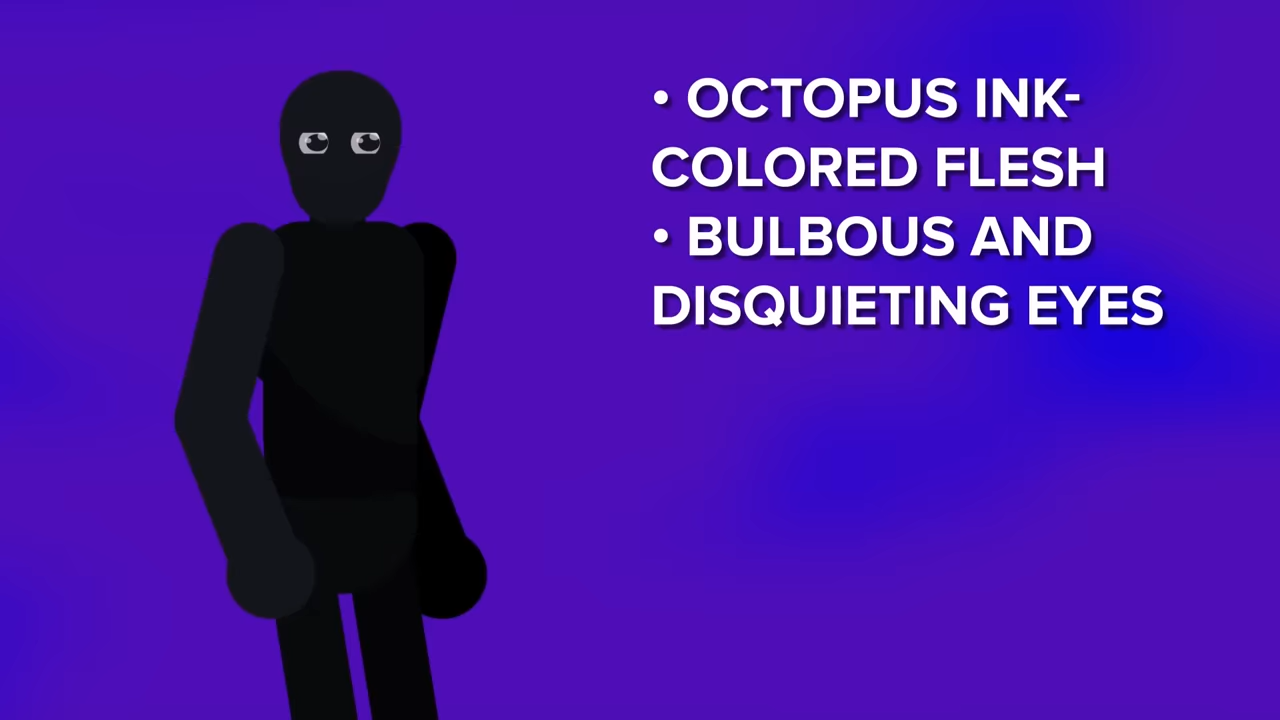 • OCTOPUS INK-
COLORED FLESH
• BULBOUS AND
DISQUIETING EYES